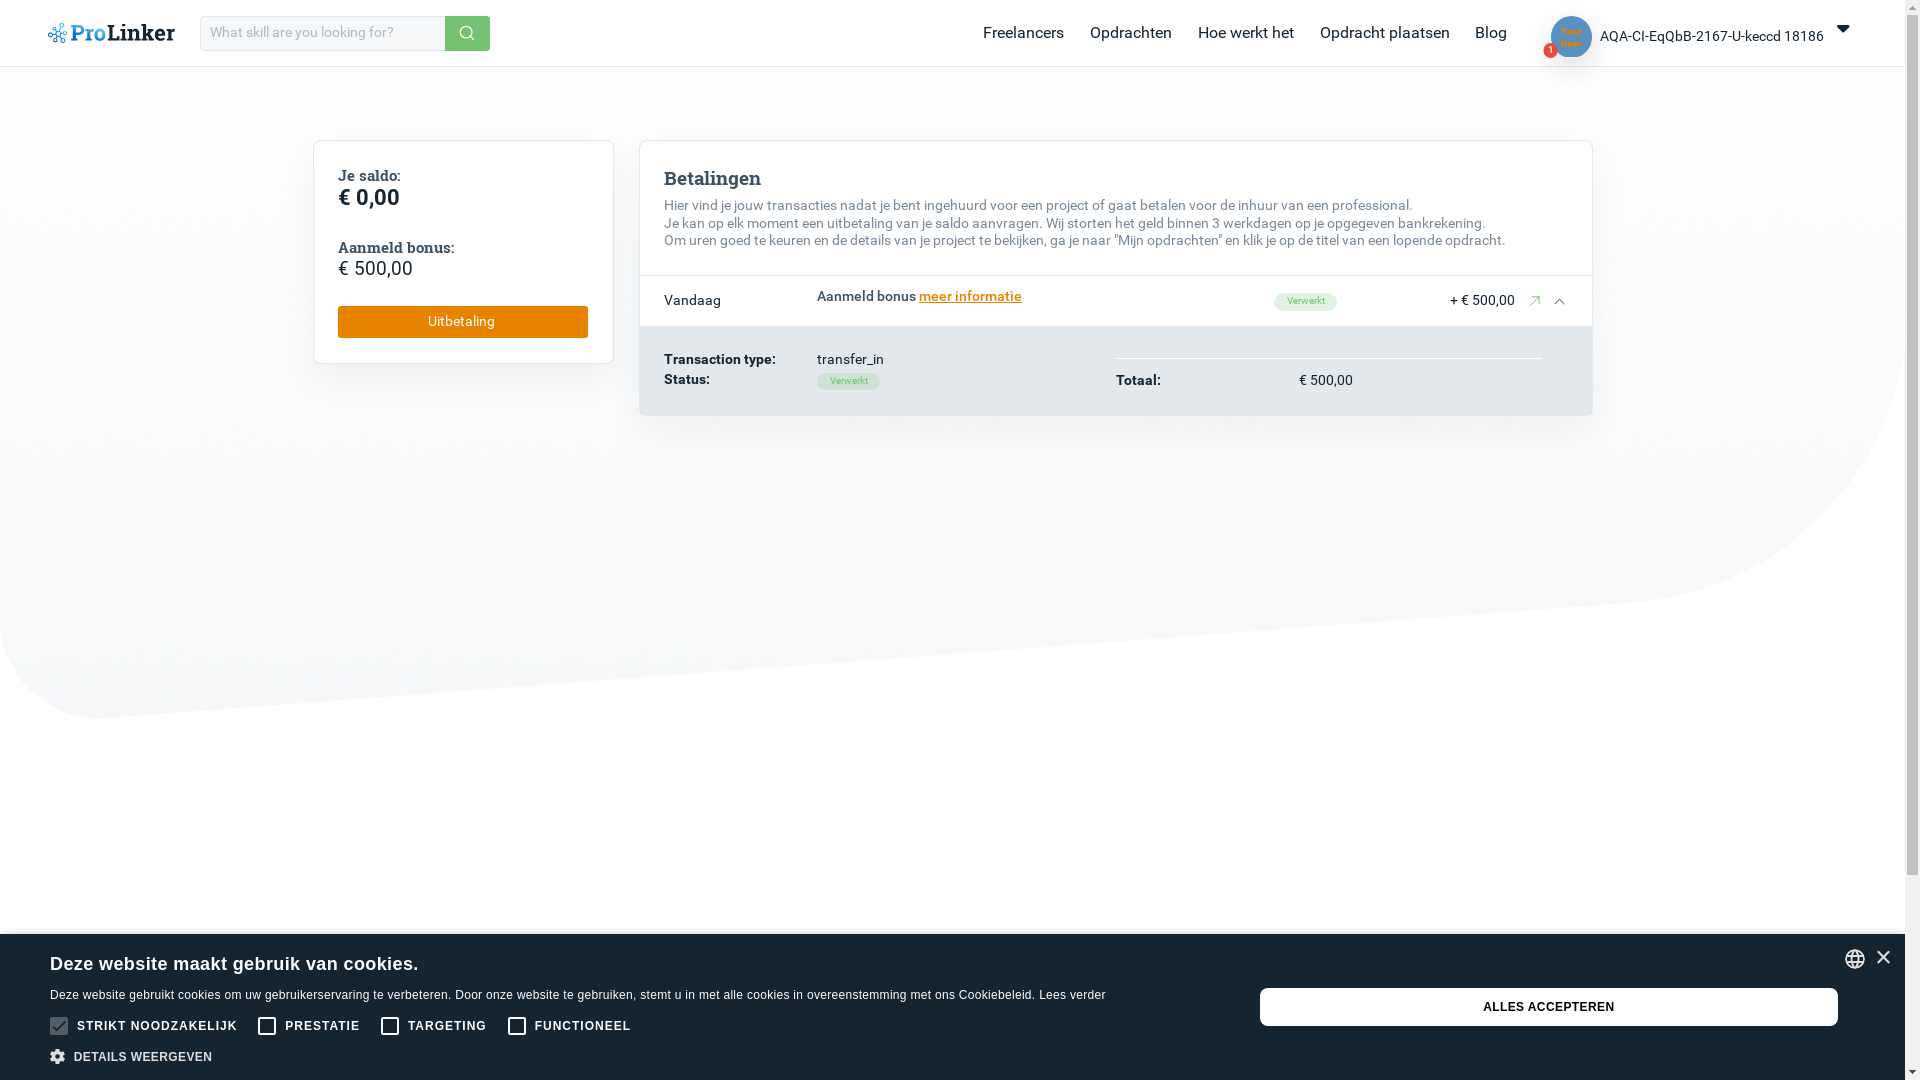 ProLinker
What skill are you looking for?
Freelancers
Opdrachten
Hoe werkt het
Opdracht plaatsen
Blog
Test
User
1
AQA-CI-EqQbB-2167-U-keccd 18186
Je saldo:
€ 0,00
Aanmeld bonus:
€ 500,00
Uitbetaling
Betalingen
Hier vind je jouw transacties nadat je bent ingehuurd voor een project of gaat betalen voor de inhuur van een professional.
Je kan op elk moment een uitbetaling van je saldo aanvragen. Wij storten het geld binnen 3 werkdagen op je opgegeven bankrekening.
Om uren goed te keuren en de details van je project te bekijken, ga je naar "Mijn opdrachten" en klik je op de titel van een lopende opdracht.
Vandaag
Aanmeld bonus meer informatie
Verwerkt
+ € 500,00
Transaction type:
transfer_in
Status:
Verwerkt
Totaal:
€ 500,00
Deze website maakt gebruik van cookies.
Deze website gebruikt cookies om uw gebruikerservaring te verbeteren. Door onze website te gebruiken, stemt u in met alle cookies in overeenstemming met ons Cookiebeleid. Lees verder
STRIKT NOODZAKELIJK
PRESTATIE
TARGETING
FUNCTIONEEL
DETAILS WEERGEVEN
ALLES ACCEPTEREN